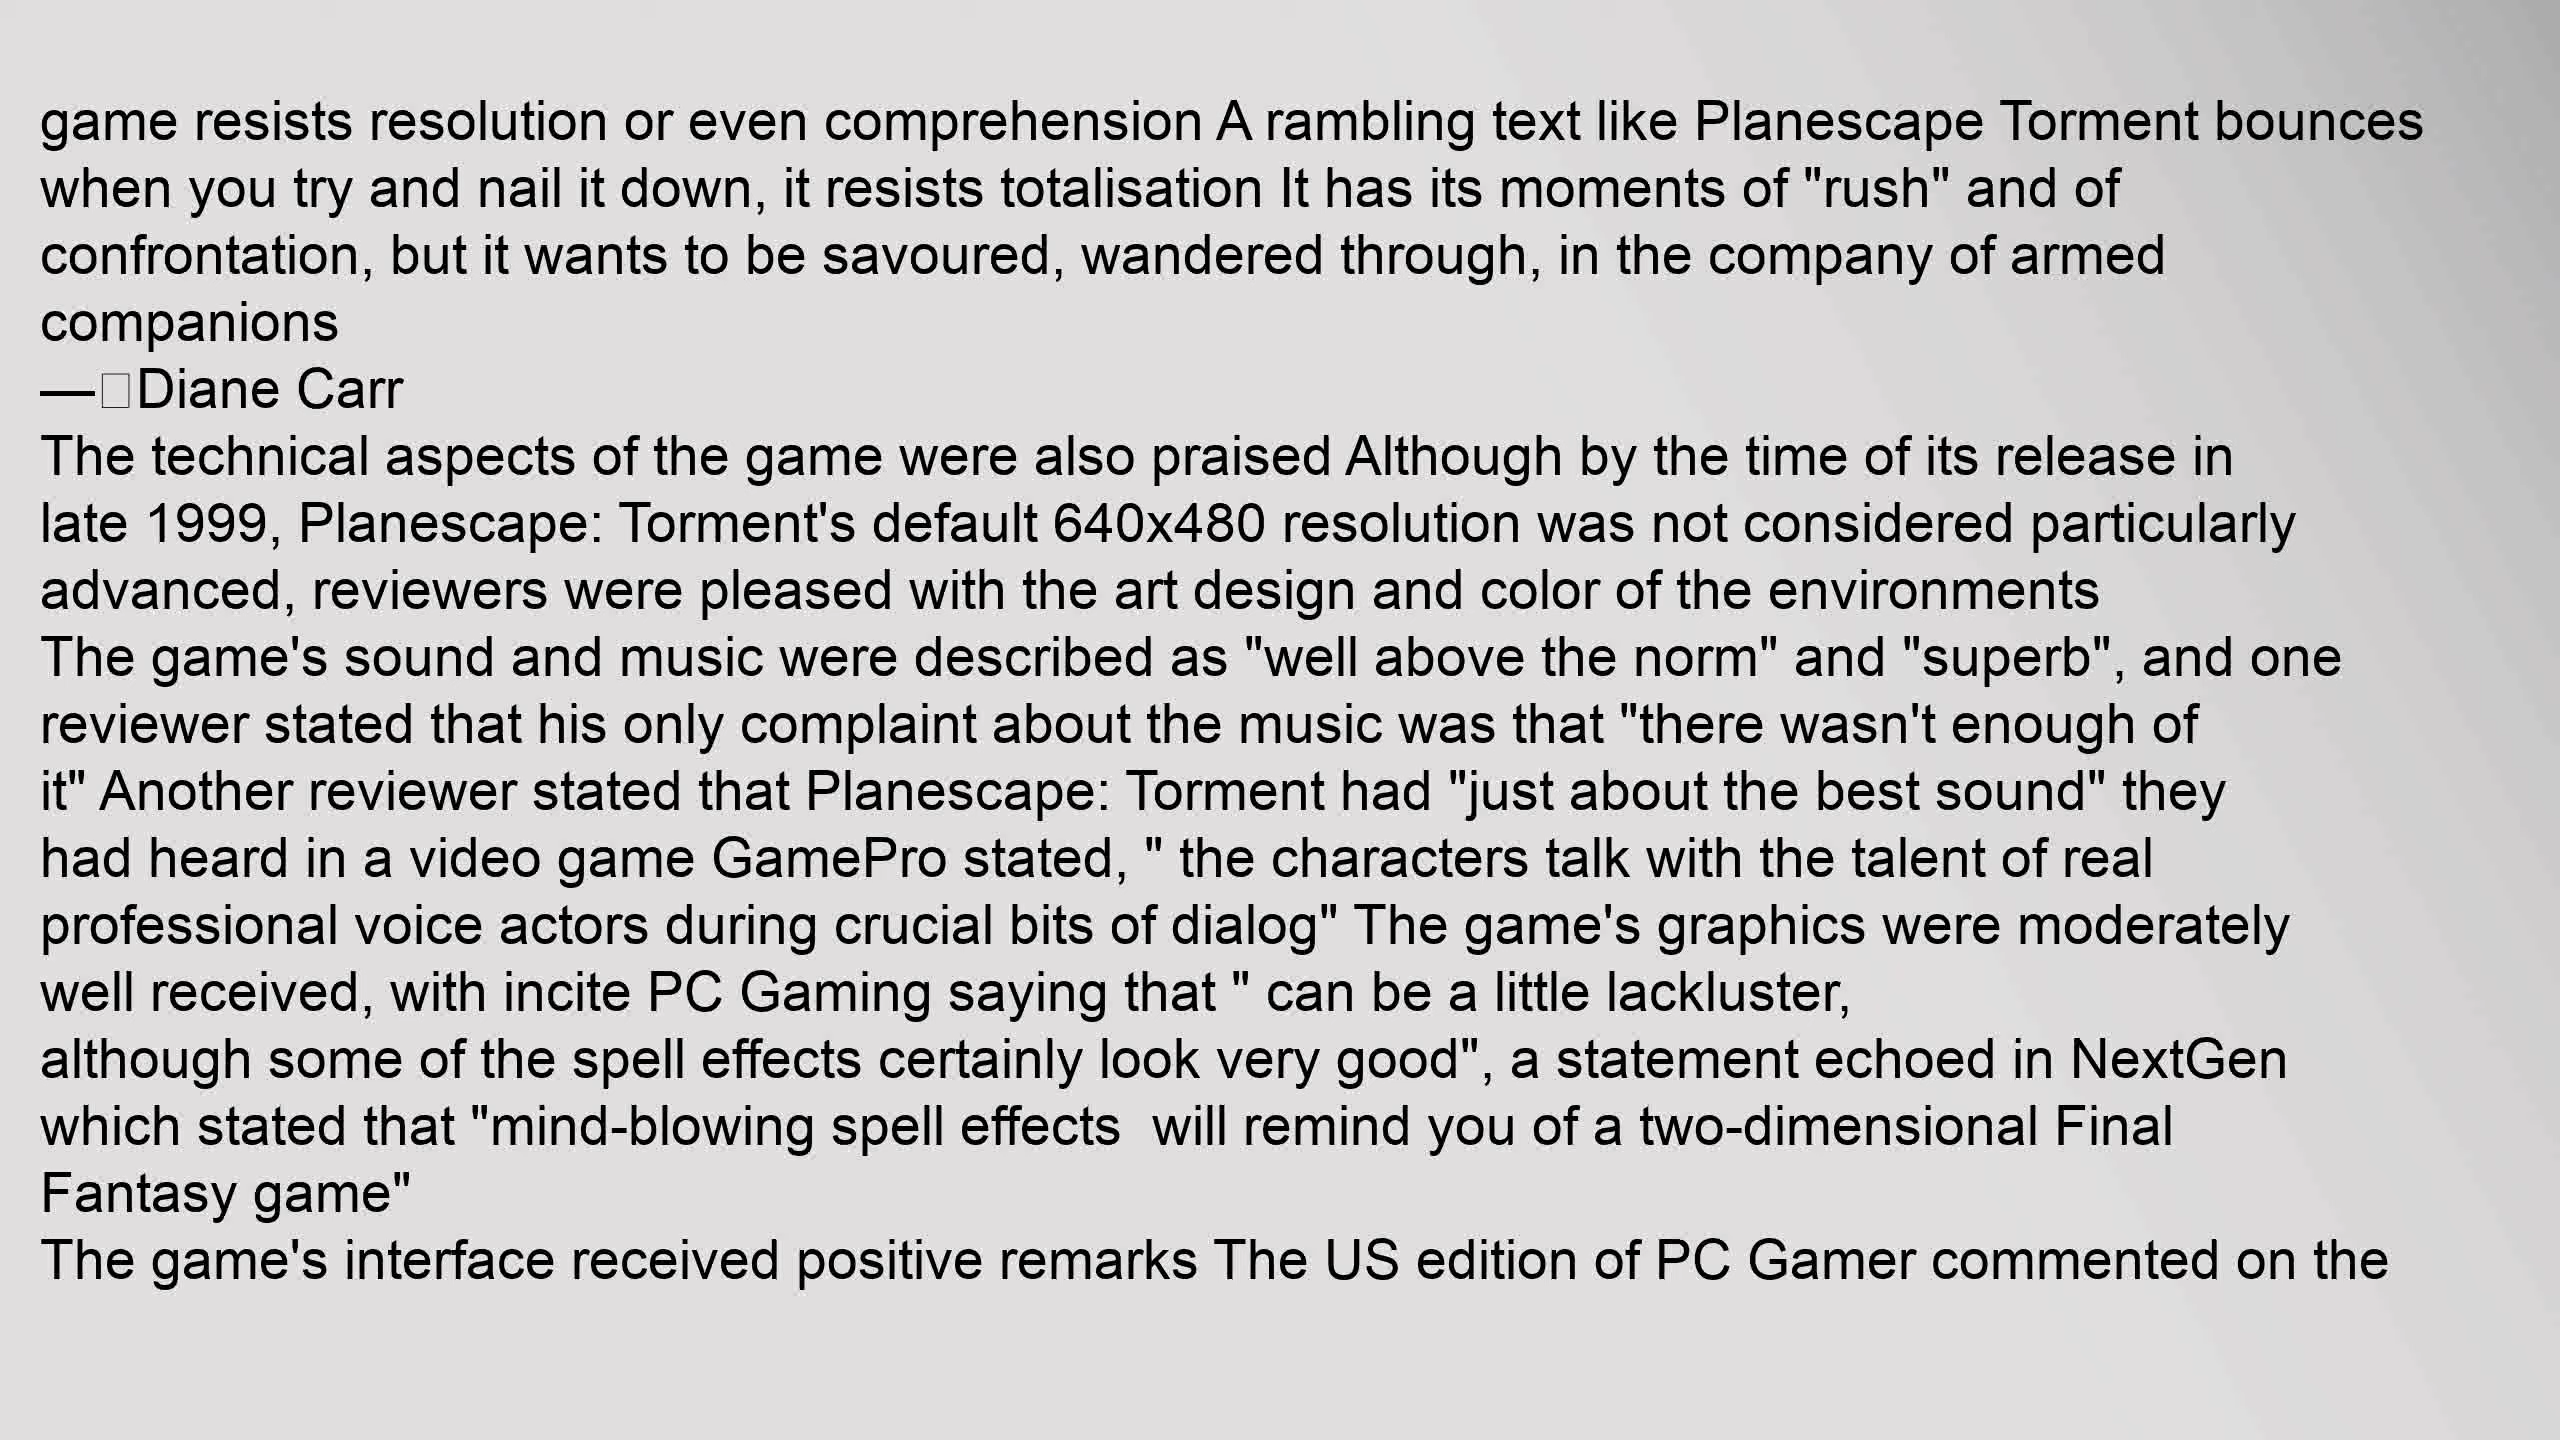 game resists resolution or even comprehension A rambling text like Planescape Torment bounces
when you try and nail it down, it resists totalisation It has its moments of "rush" and of
confrontation, but it wants to be savoured, wandered through, in the company of armed
companions
—□Diane Carr
The technical aspects of the game were also praised Although by the time of its release in
late 1999, Planescape: Torment's default 640x480 resolution was not considered particularly
advanced, reviewers were pleased with the art design and color of the environments
The game's sound and music were described as "well above the norm" and "superb", and one
reviewer stated that his only complaint about the music was that "there wasn't enough of
it" Another reviewer stated that Planescape: Torment had "just about the best sound" they
had heard in a video game GamePro stated, " the characters talk with the talent of real
professional voice actors during crucial bits of dialog" The game's graphics were moderately
well received, with incite PC Gaming saying that " can be a little lackluster,
although some of the spell effects certainly look very good", a statement echoed in NextGen
which stated that "mind-blowing spell effects  will remind you of a two-dimensional Final
Fantasy game"
The game's interface received positive remarks The US edition of PC Gamer commented on the